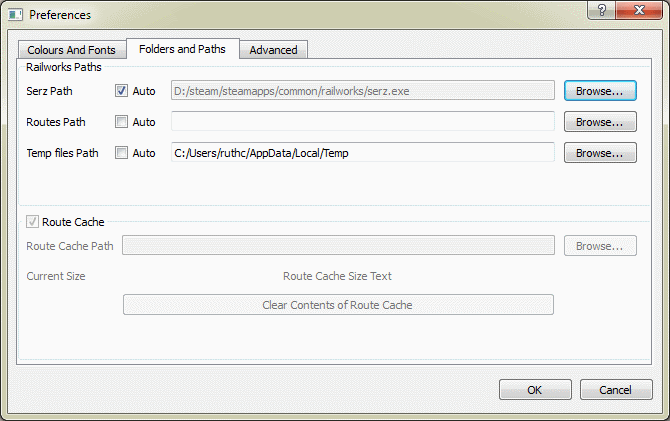 Preferences
?
Colours And Fonts Folders and Paths Advanced
Railworks Paths
Serz Path Auto D:/steam/steamapps/common/railworks/serz.exe Browse...
Routes Path Auto Browse...
Temp files Path Auto C:/Users/ruthc/AppData/Local/Temp Browse...
Route Cache
Route Cache Path Browse...
Current Size Route Cache Size Text
Clear Contents of Route Cache
OK Cancel